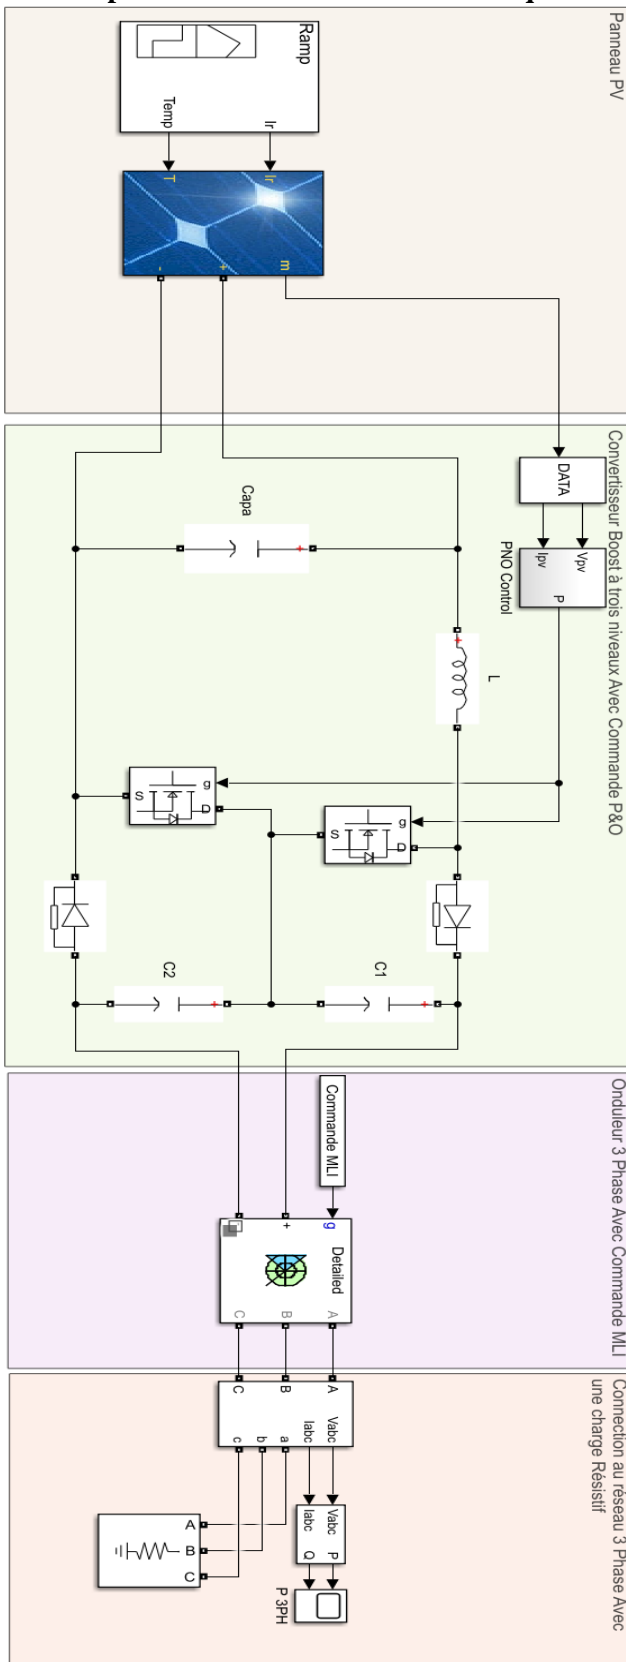 Panneau PV
Ramp
Temp
Ir
T
Ir
-
+
m
Convertisseur Boost à trois niveaux Avec Commande P&O
DATA
Vpv
Ipv
P
PNO Control
Capa
+
L
+
g
D
S
g
D
S
C2
+
C1
+
Onduleur 3 Phase Avec Commande MLI
Commande MLI
g
+
Detailed
A
B
C
Connection au réseau 3 Phase Avec
une charge Résistif
A
B
C
Vabc
Iabc
a
b
c
Vabc
Iabc
P
Q
P 3PH
A
B
C